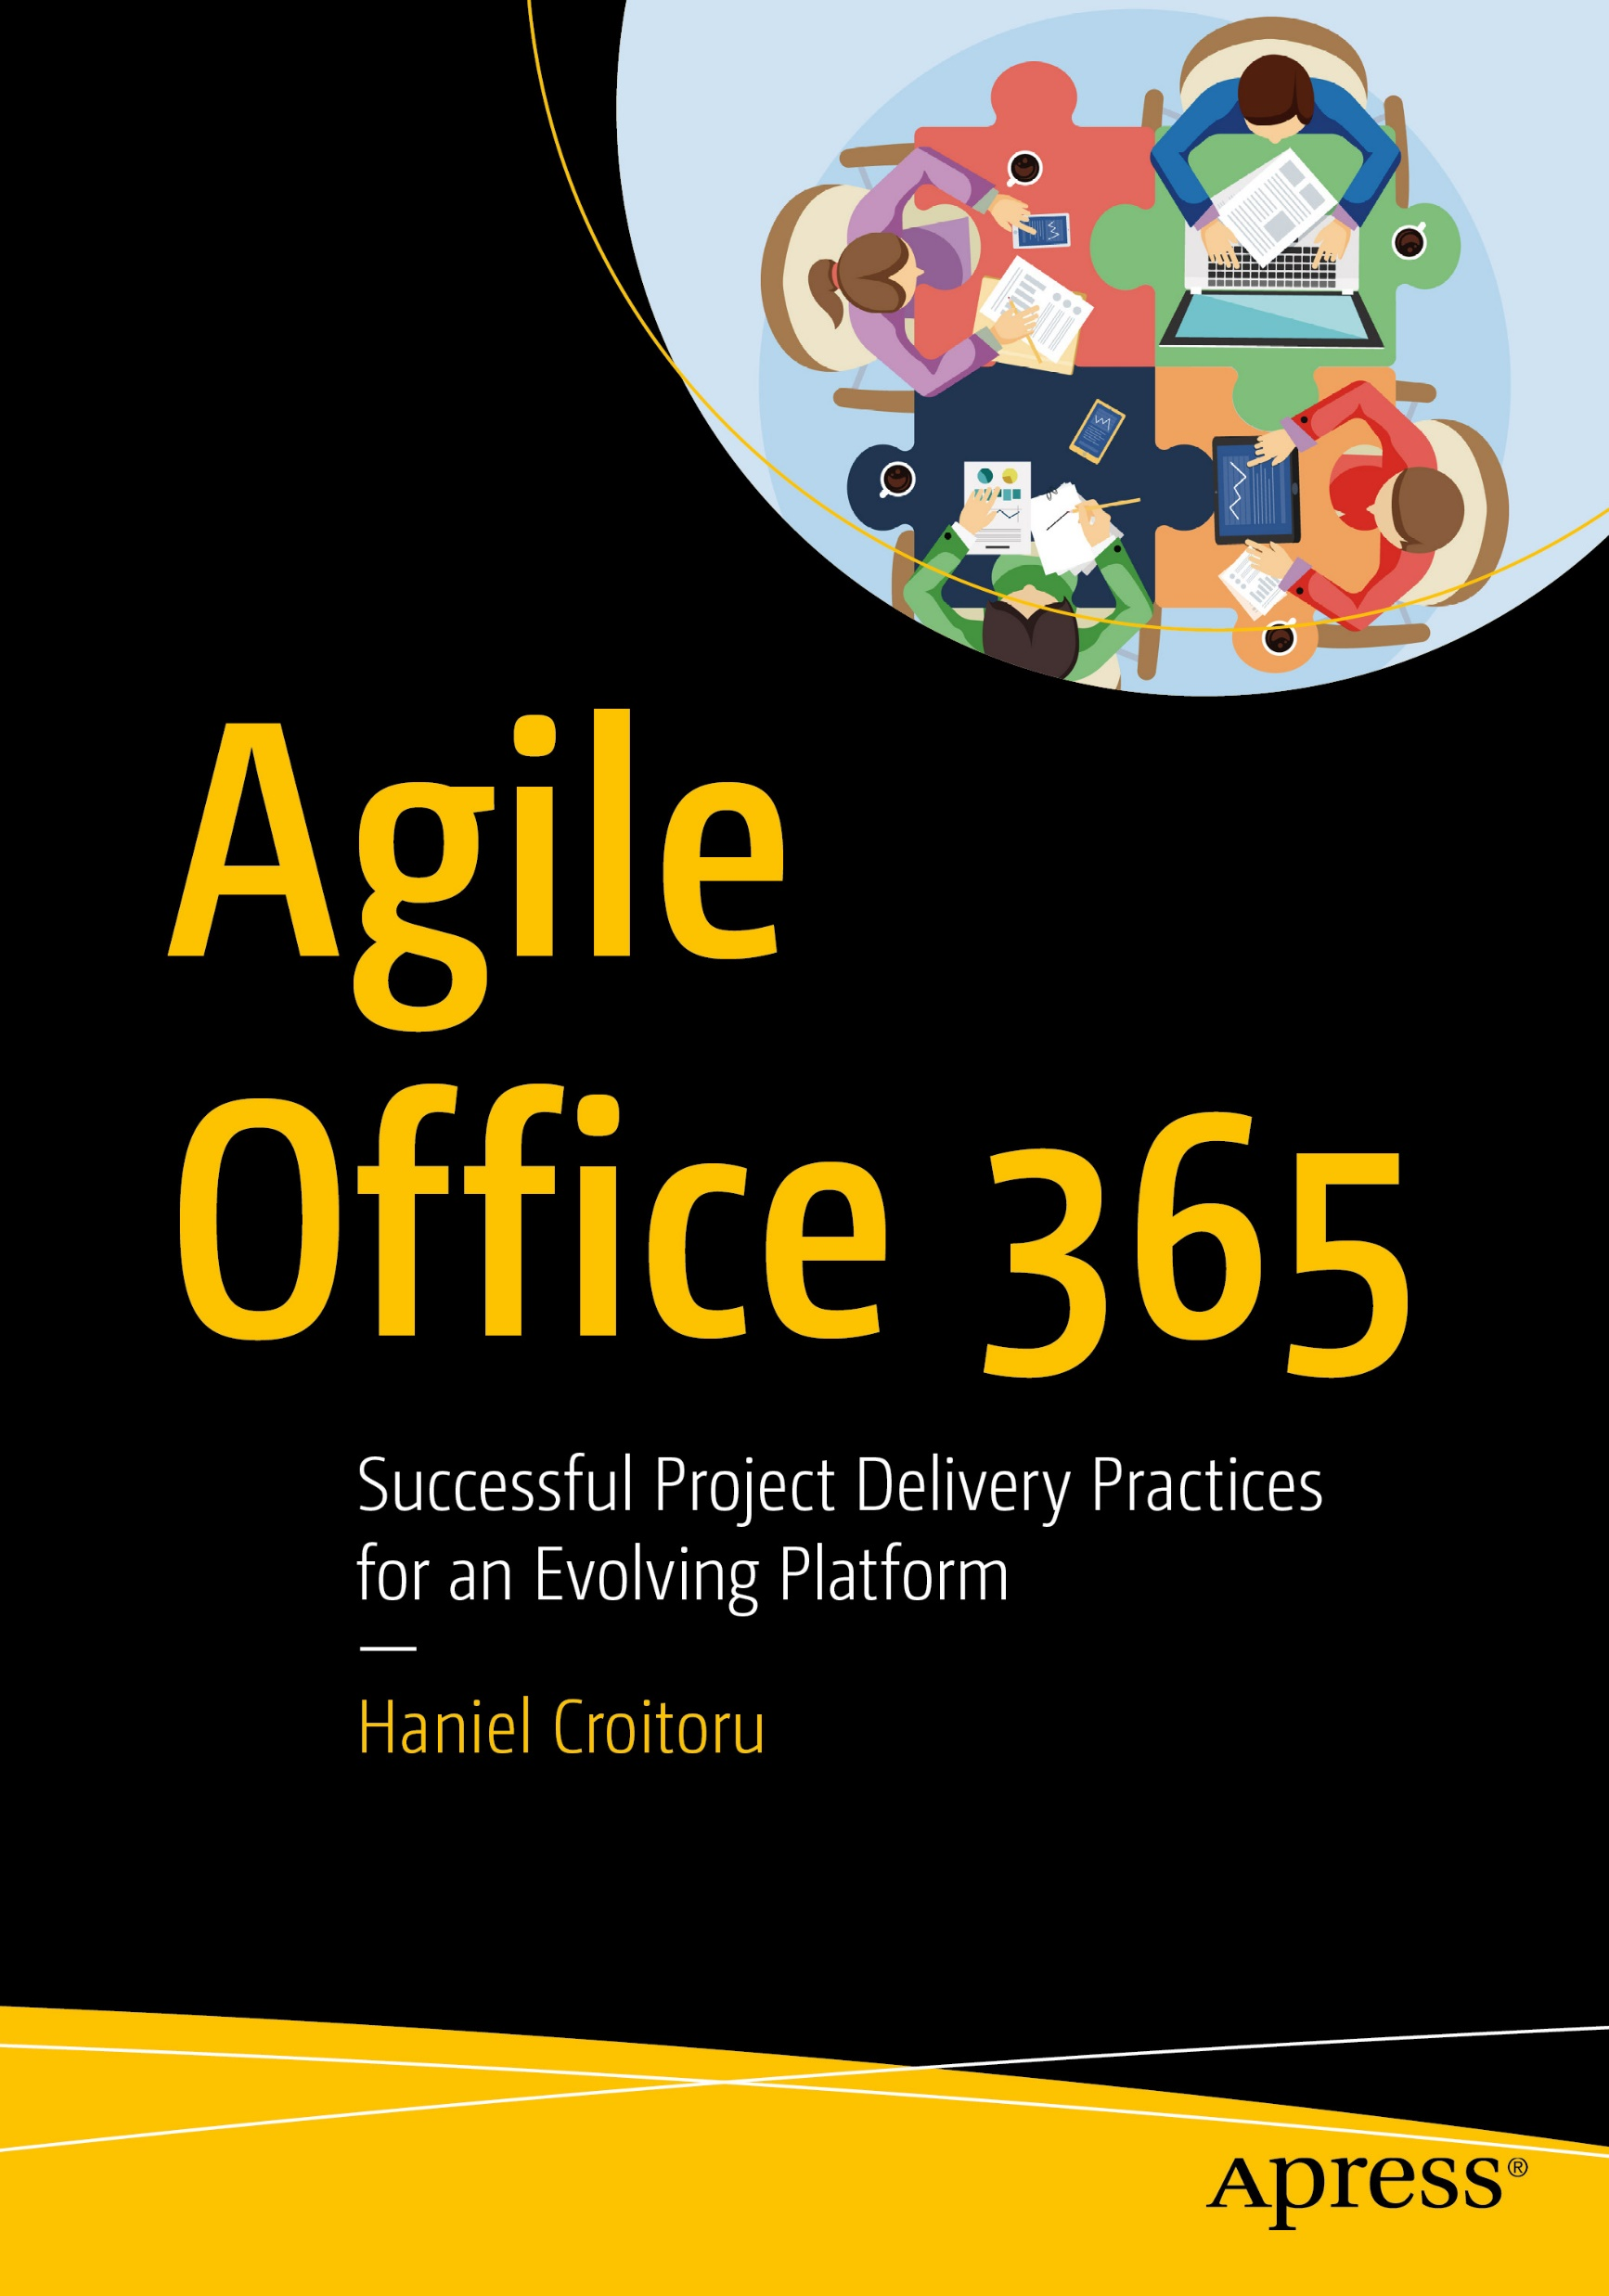 Agile
Office 365
Successful Project Delivery Practices
for an Evolving Platform
—
Haniel Croitoru
Apress®